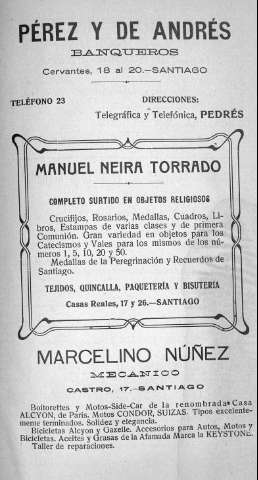 PÉREZ Y DE ANDRÉS
BANQUEROS
Cervantes, 18 al 20.—SANTIAGO
TELÉFONO 23
DIRECCIONES:
Telegráfica y Telefónica, PEDRÉS
MANUEL NEIRA TORRADO
COMPLETO SURTIDO EN OBJETOS RELIGIOSOS
Crucifijos, Rosarios, Medallas, Cuadros, Li-
bros, Estampas de varias clases y de primera
Comunión. Gran variedad en objetos para los
Catecismos y Vales para los mismos de los nú-
meros 1, 5, 10, 20 y 50.
Medallas de la Peregrinación y Recuerdos de
Santiago.
TEJIDOS, QUINCALLA, PAQUETERÍA Y BISUTERIA
Casas Reales, 17 y 26.—SANTIAGO
MARCELINO NÚÑEZ
MECANICO
CASTRO, 17.-SANTIAGO
Boiturettes y Motos-Side-Car de la renombrada Casa
ALCYON, de París. Motos CONDOR, SUIZAS. Tipos excelente-
mente terminados. Solidez y elegancia.
Bicicletas Alcyon y Gazelle. Accesorios para Autos, Motos y
Bicicletas. Aceites y Grasas de la Afamada Marca la KEYSTONE.
Taller de reparaciones.